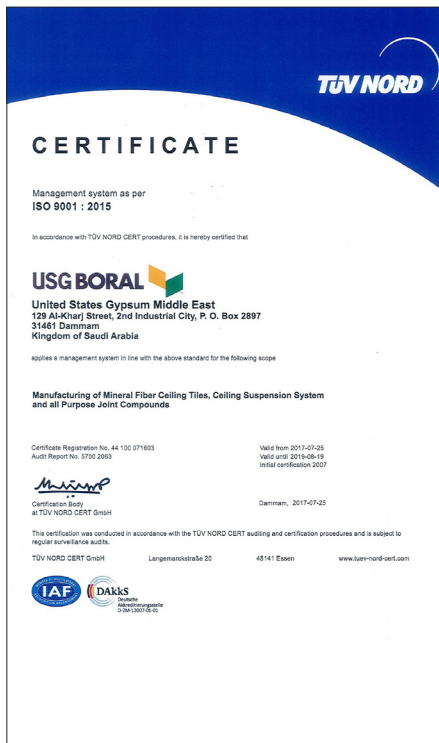 TÜV NORD
CERTIFICATE
Management system as per
ISO 9001 : 2015
In accordance with TÜV NORD CERT procedures, it is hereby certified that
USG BORAL
United States Gypsum Middle East
129 Al-Kharj Street, 2nd Industrial City, P. O. Box 2897
31461 Dammam
Kingdom of Saudi Arabia
applies a management system in line with the above standard for the following scope
Manufacturing of Mineral Fiber Ceiling Tiles, Ceiling Suspension System
and all Purpose Joint Compounds
Certificate Registration No. 44 100 071603
Audit Report No. 5700 2063
Valid from 2017-07-25
Valid until 2019-08-19
Initial certification 2007
Certification Body
at TÜV NORD CERT GmbH
Dammam, 2017-07-25
This certification was conducted in accordance with the TÜV NORD CERT auditing and certification procedures and is subject to
regular surveillance audits.
TÜV NORD CERT GmbH Langemarckstraße 20 45141 Essen www.tuev-nord-cert.com
IAF
DAkkS
Deutsche
Akkreditierungsstelle
D-ZM-12007-01-01